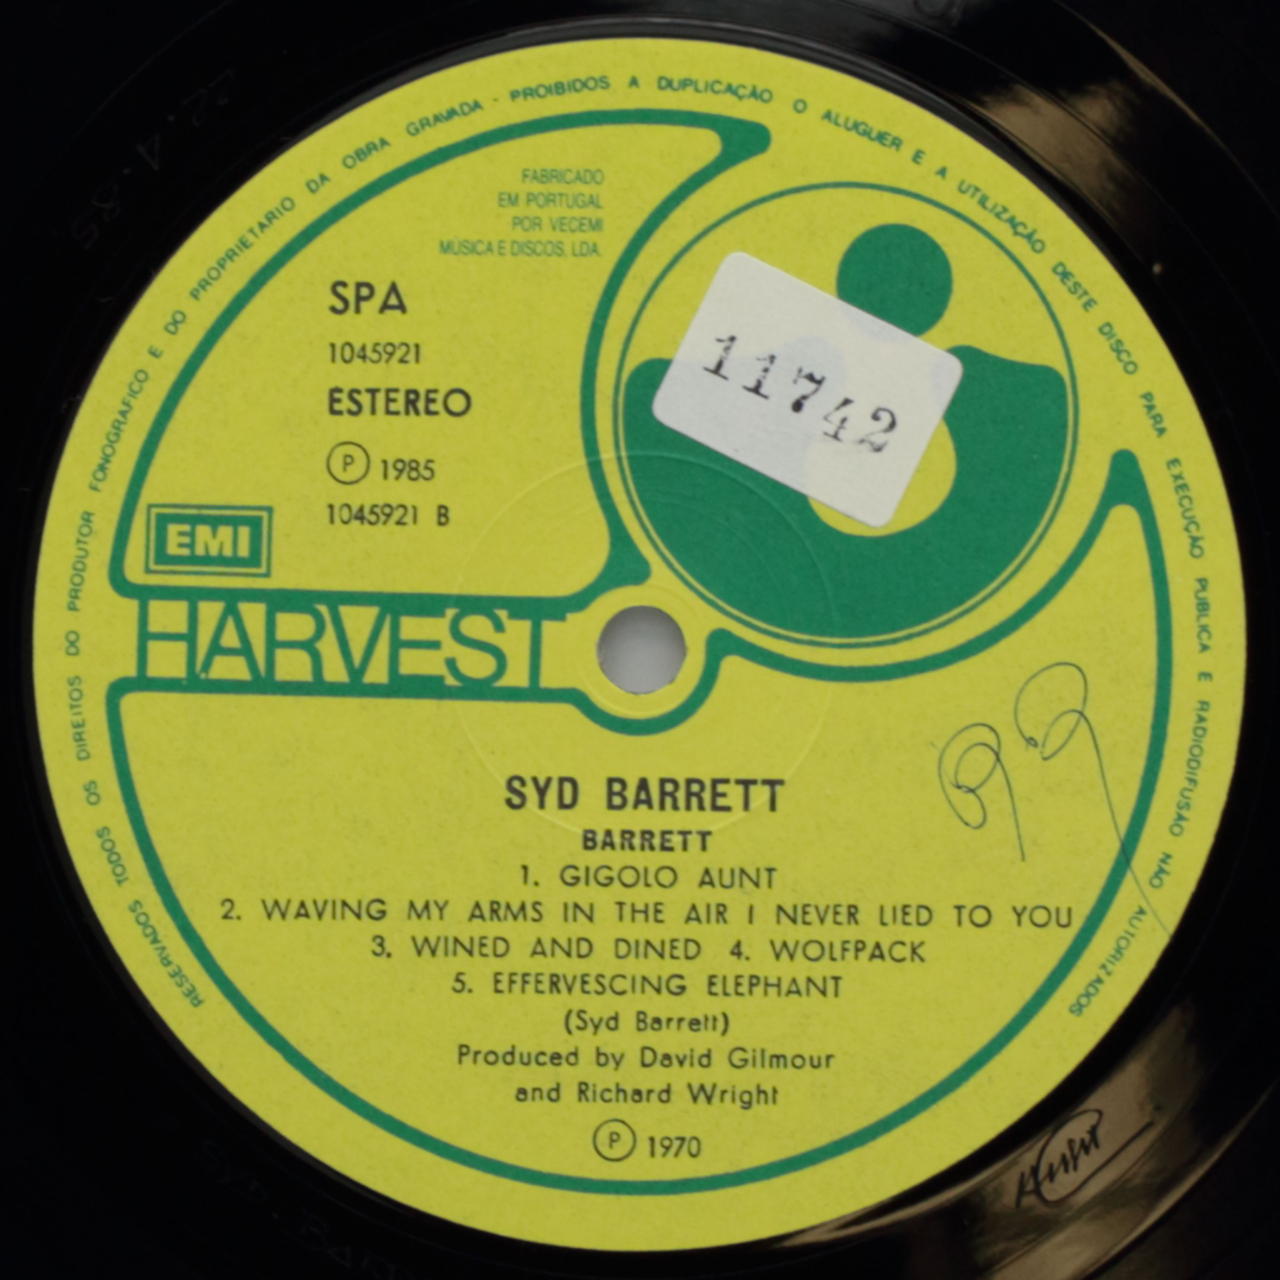 RESERVADOS TODOS OS DIREITOS DO PRODUTOR FONOGRAFICO E DO PROPRIETARIO DA OBRA GRAVADA - PROIBIDOS A DUPLICAÇÃO O ALUGUER E A UTILIZAÇÃO DESTE DISCO PARA EXECUÇÃO PUBLICA E RADIODIFUSÃO NÃO AUTORIZADOS
FABRICADO
EM PORTUGAL
POR VECEMI
MÚSICA E DISCOS, LDA.
SPA
1045921
ESTEREO
Ⓟ 1985
1045921 B
EMI
HARVEST
11742
99
SYD BARRETT
BARRETT
1. GIGOLO AUNT
2. WAVING MY ARMS IN THE AIR I NEVER LIED TO YOU
3. WINED AND DINED 4. WOLFPACK
5. EFFERVESCING ELEPHANT
(Syd Barrett)
Produced by David Gilmour
and Richard Wright
Ⓟ 1970